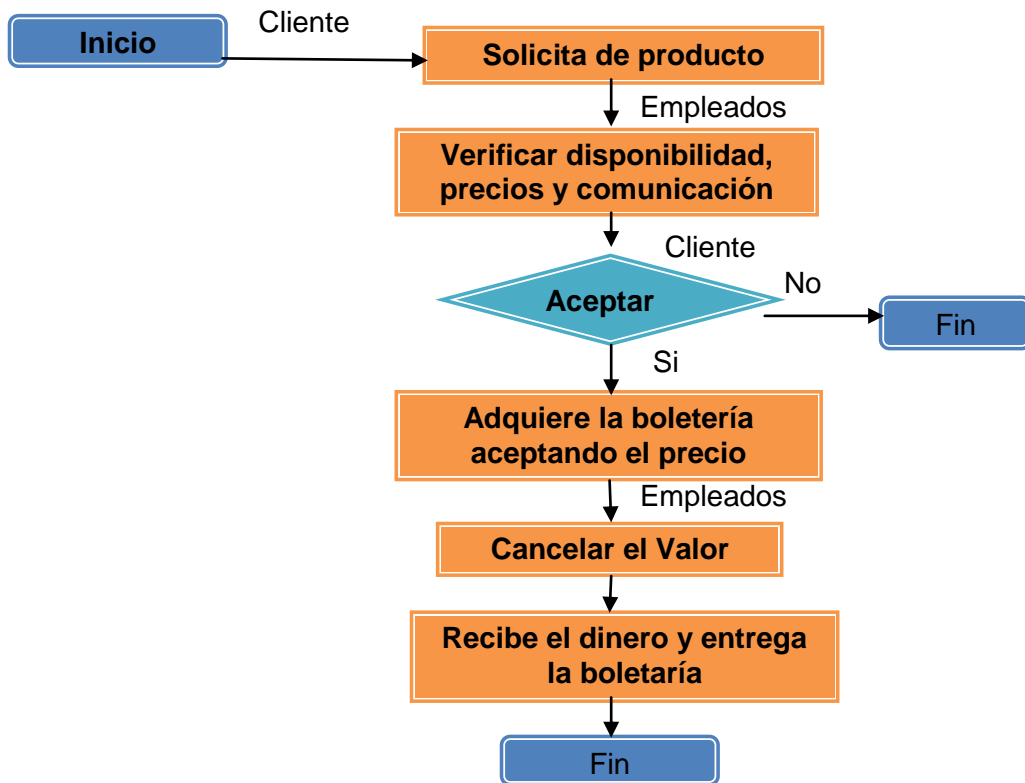 Inicio
Cliente
Solicita de producto
Empleados
Verificar disponibilidad,
precios y comunicación
Cliente
Aceptar
No
Fin
Si
Adquiere la boletería
aceptando el precio
Empleados
Cancelar el Valor
Recibe el dinero y entrega
la boletaría
Fin